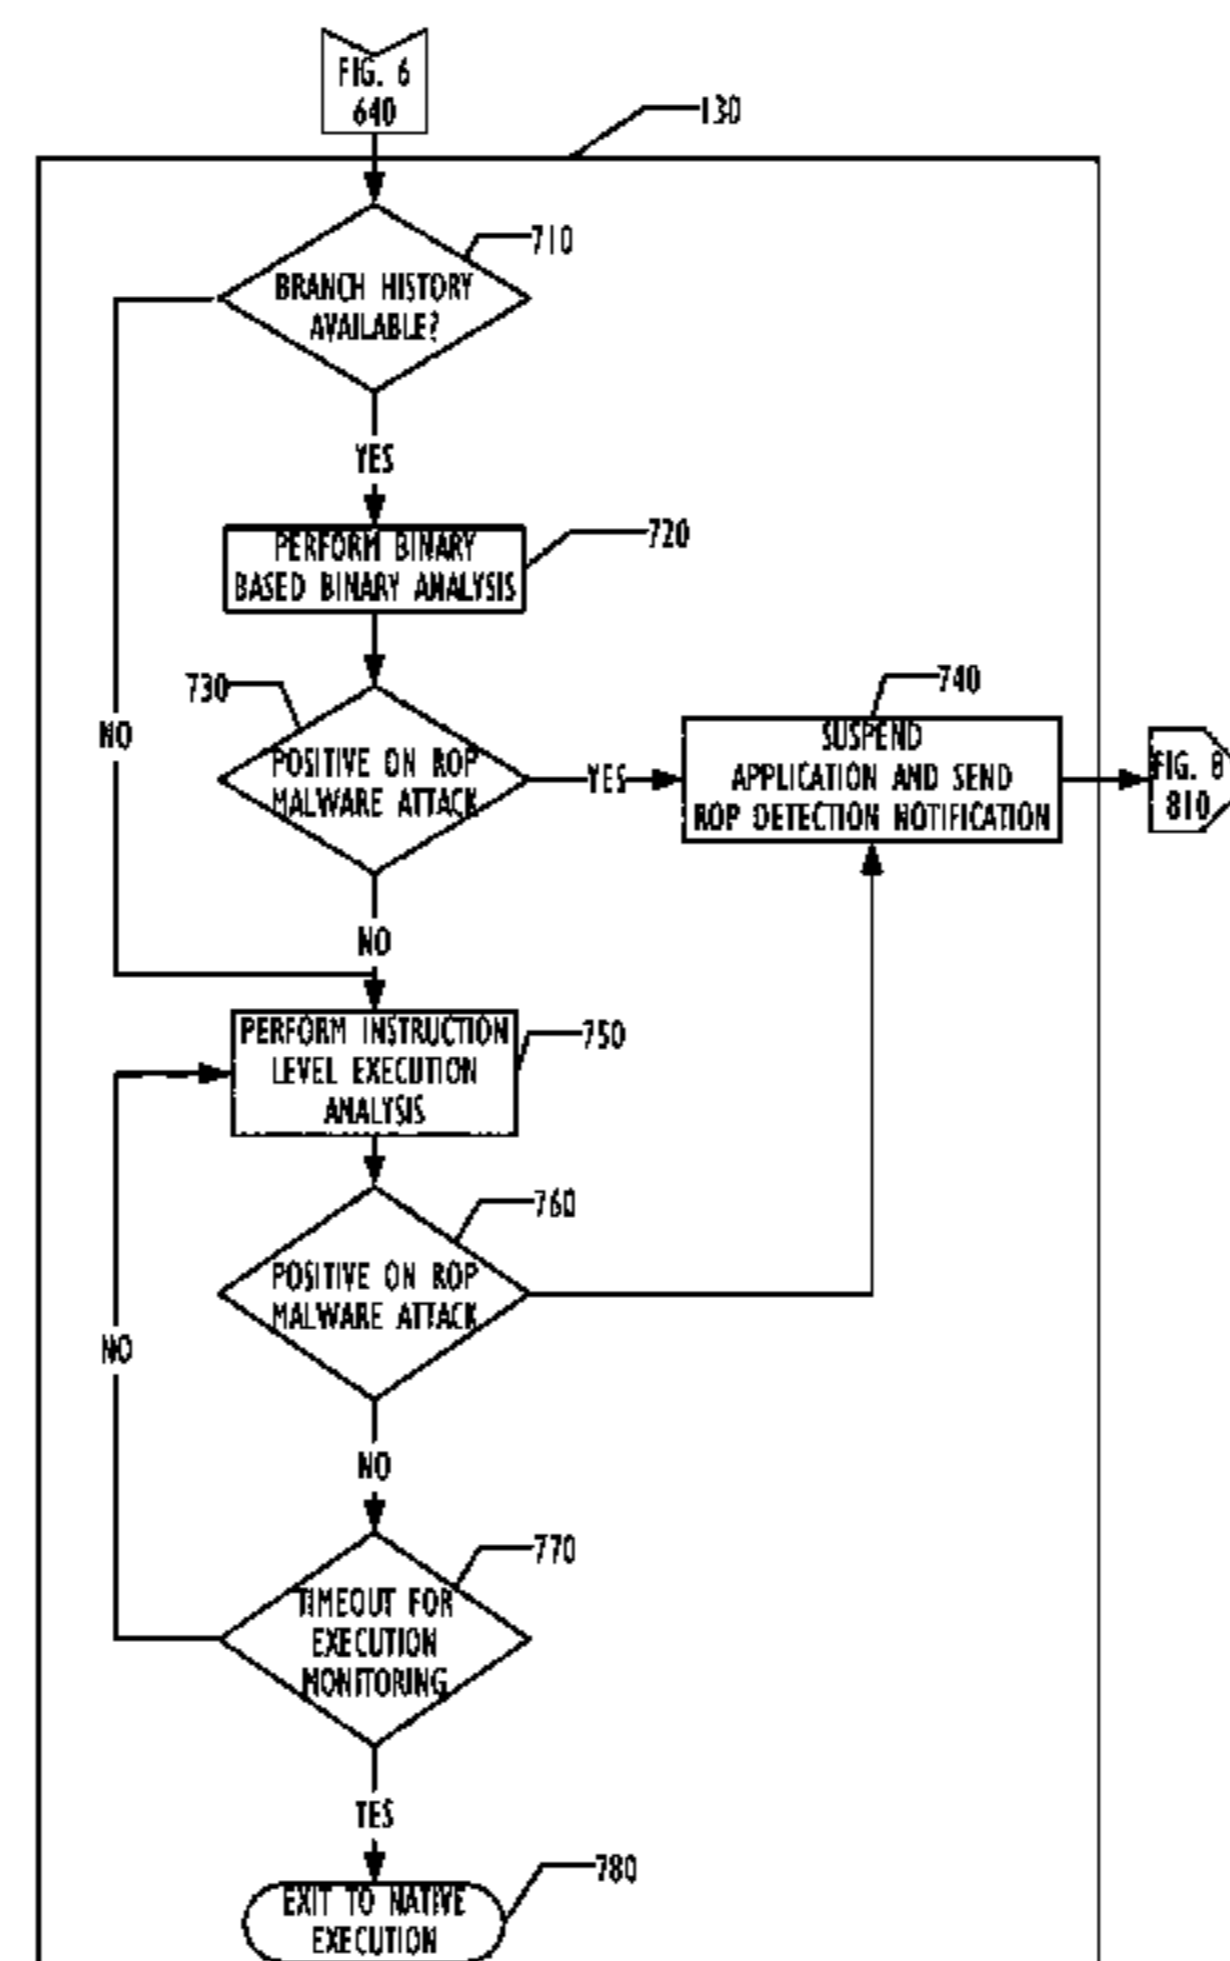 FIG. 6
640
130
710
BRANCH HISTORY
AVAILABLE?
YES
PERFORM BINARY
BASED BINARY ANALYSIS
720
730
POSITIVE ON ROP
MALWARE ATTACK
YES
740
SUSPEND
APPLICATION AND SEND
ROP DETECTION NOTIFICATION
FIG. 8
810
NO
NO
PERFORM INSTRUCTION
LEVEL EXECUTION
ANALYSIS
750
760
POSITIVE ON ROP
MALWARE ATTACK
NO
NO
770
TIMEOUT FOR
EXECUTION
MONITORING
YES
780
EXIT TO NATIVE
EXECUTION